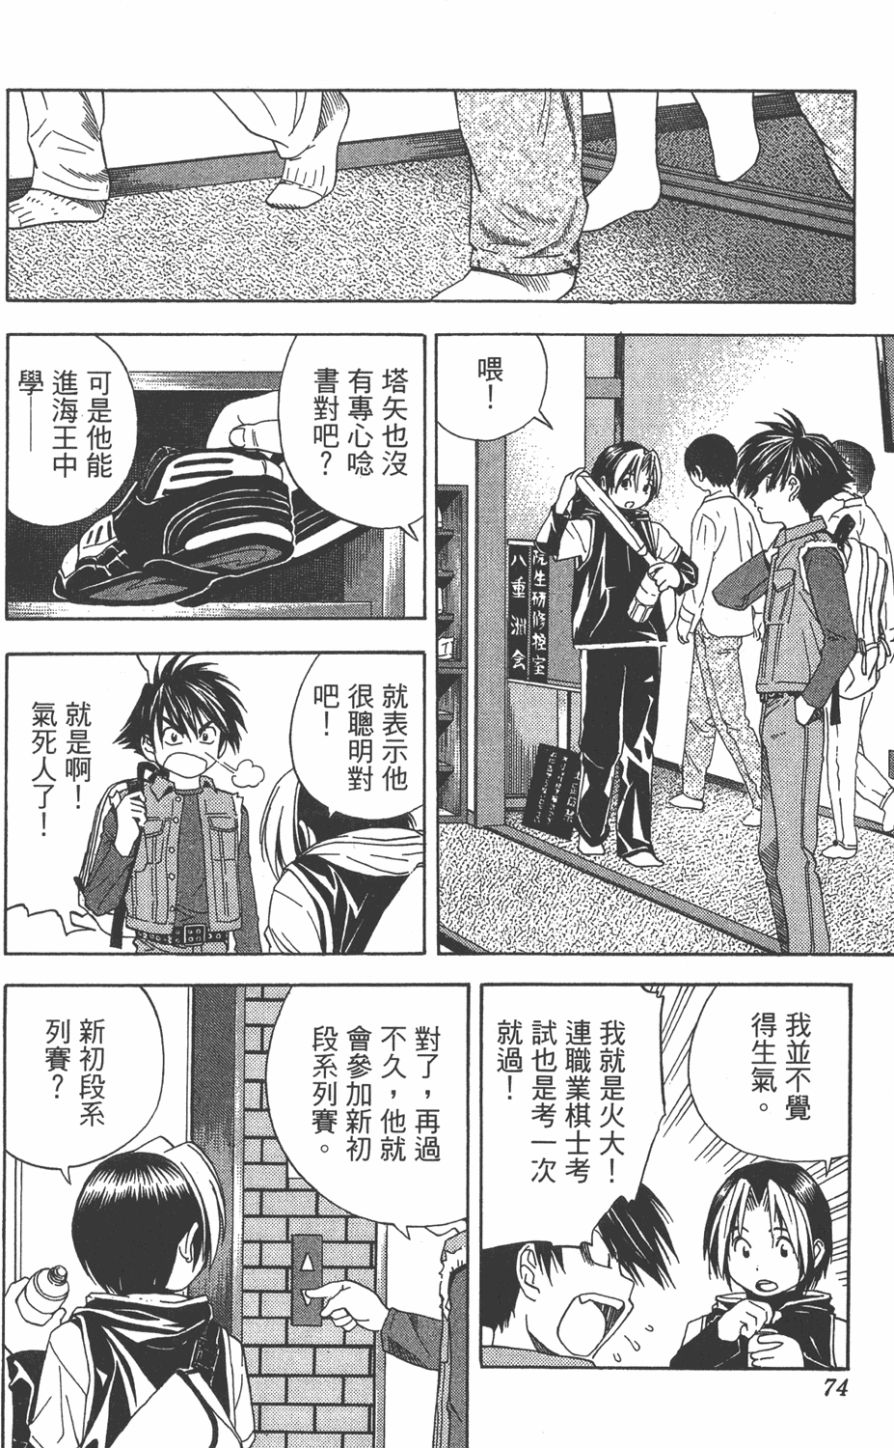 喂！
院生研修控室
八重洲会
塔矢也沒
有專心唸
書對吧？
可是他能
進海王中
學——
就表示他
很聰明對
吧！
就是啊！
氣死人了！
我並不覺
得生氣。
我就是火大！
連職業棋士考
試也是考一次
就過！
對了，再過
不久，他就
會參加新初
段系列賽。
新初段系
列賽？
74